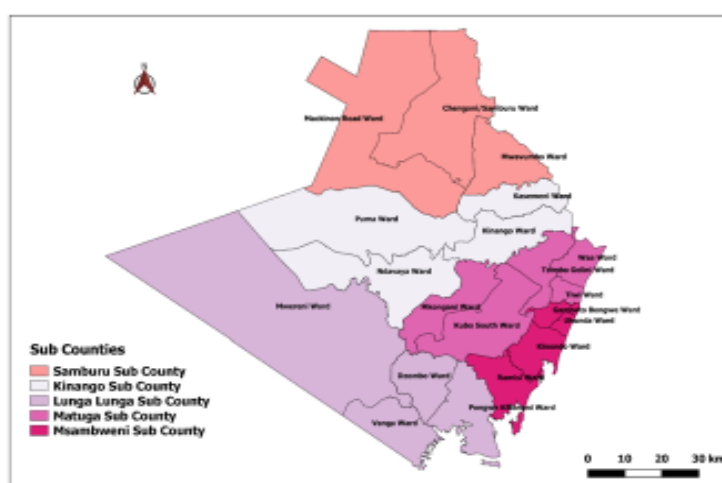 N
Mackinon Road Ward
Chengoni/Samburu Ward
Mwavumbo Ward
Kasemeni Ward
Puma Ward
Kinango Ward
Ndavaya Ward
Waa Ward
Tsimba Golini Ward
Mwereni Ward
Mkongani Ward
Tiwi Ward
Gombato Bongwe Ward
Ukunda Ward
Kubo South Ward
Kinondo Ward
Dzombo Ward
Ramisi Ward
Vanga Ward
Sub Counties
Samburu Sub County
Kinango Sub County
Lunga Lunga Sub County
Matuga Sub County
Msambweni Sub County
0 10 20 30 km